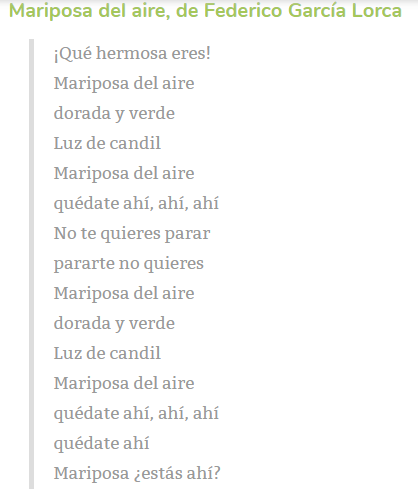 Mariposa del aire, de Federico García Lorca
¡Qué hermosa eres!
Mariposa del aire
dorada y verde
Luz de candil
Mariposa del aire
quédate ahí, ahí, ahí
No te quieres parar
pararte no quieres
Mariposa del aire
dorada y verde
Luz de candil
Mariposa del aire
quédate ahí, ahí, ahí
quédate ahí
Mariposa ¿estás ahí?